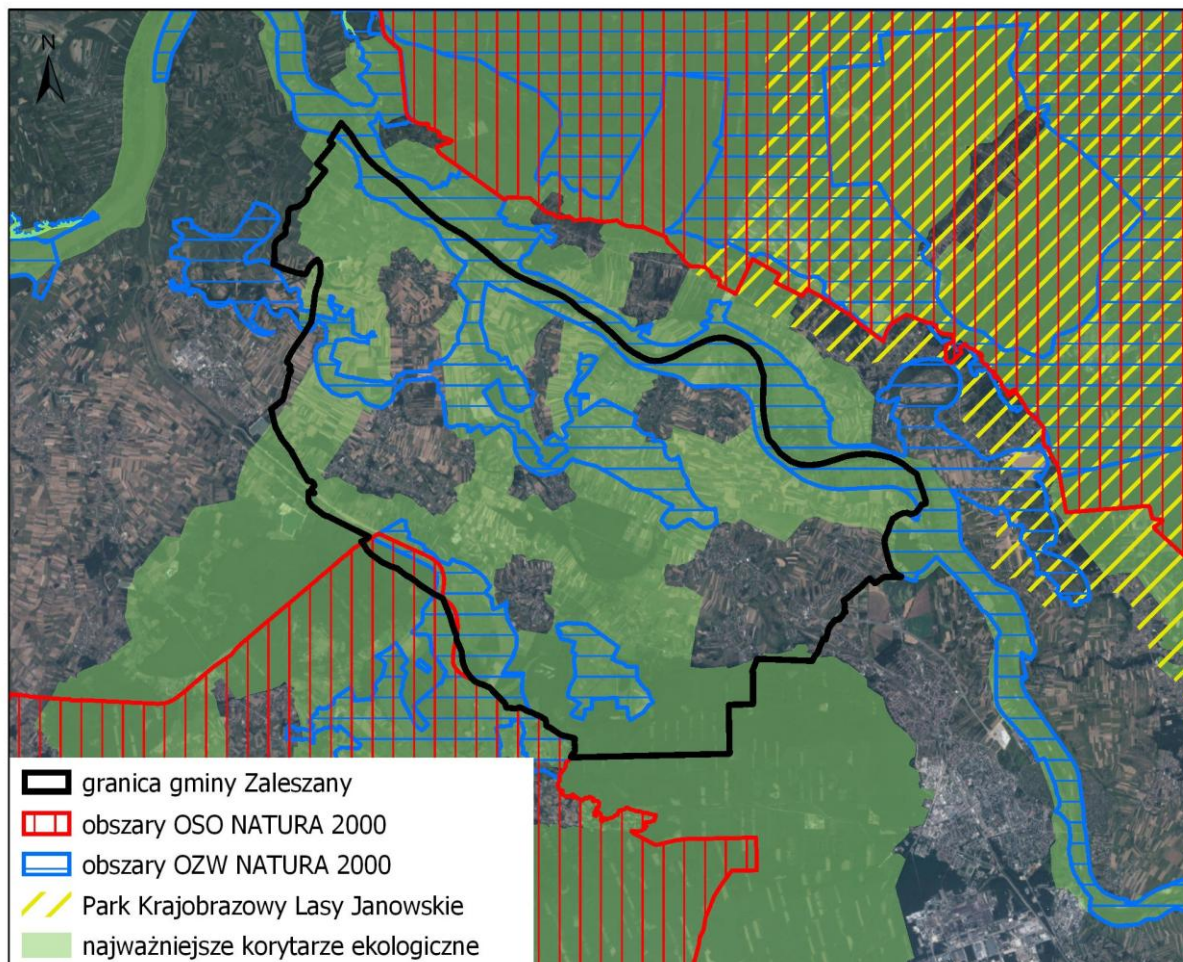 N
granica gminy Zaleszany
obszary OSO NATURA 2000
obszary OZW NATURA 2000
Park Krajobrazowy Lasy Janowskie
najważniejsze korytarze ekologiczne